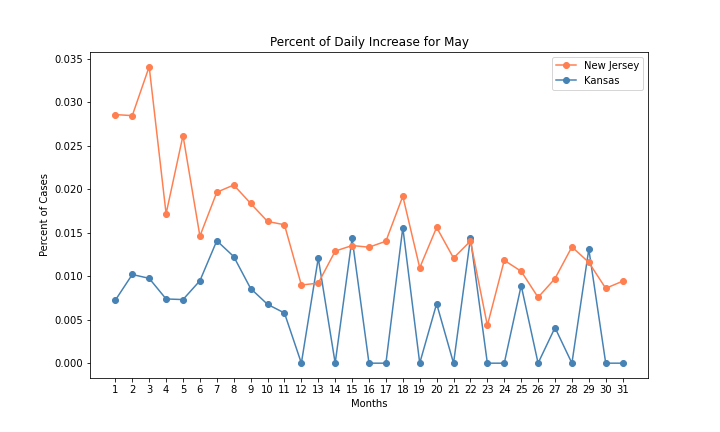 Percent of Daily Increase for May
0.035
0.030
0.025
0.020
0.015
0.010
0.005
0.000
Percent of Cases
New Jersey
Kansas
1 2 3 4 5 6 7 8 9 10 11 12 13 14 15 16 17 18 19 20 21 22 23 24 25 26 27 28 29 30 31
Months